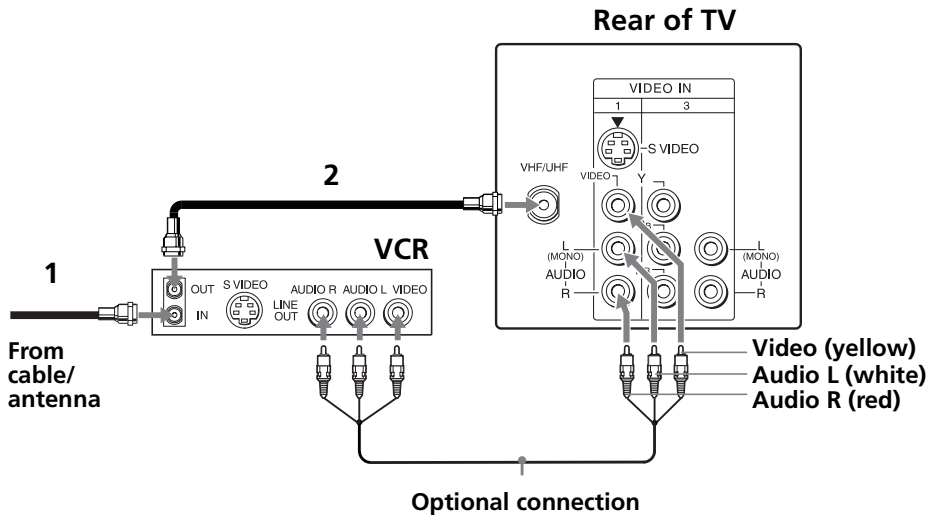 Rear of TV
VIDEO IN
1 3
S VIDEO
VHF/UHF
VIDEO
Y
2
L
(MONO)
AUDIO
R
L
(MONO)
AUDIO
R
VCR
1
OUT
IN
S VIDEO
LINE
OUT
AUDIO R AUDIO L VIDEO
From
cable/
antenna
Video (yellow)
Audio L (white)
Audio R (red)
Optional connection